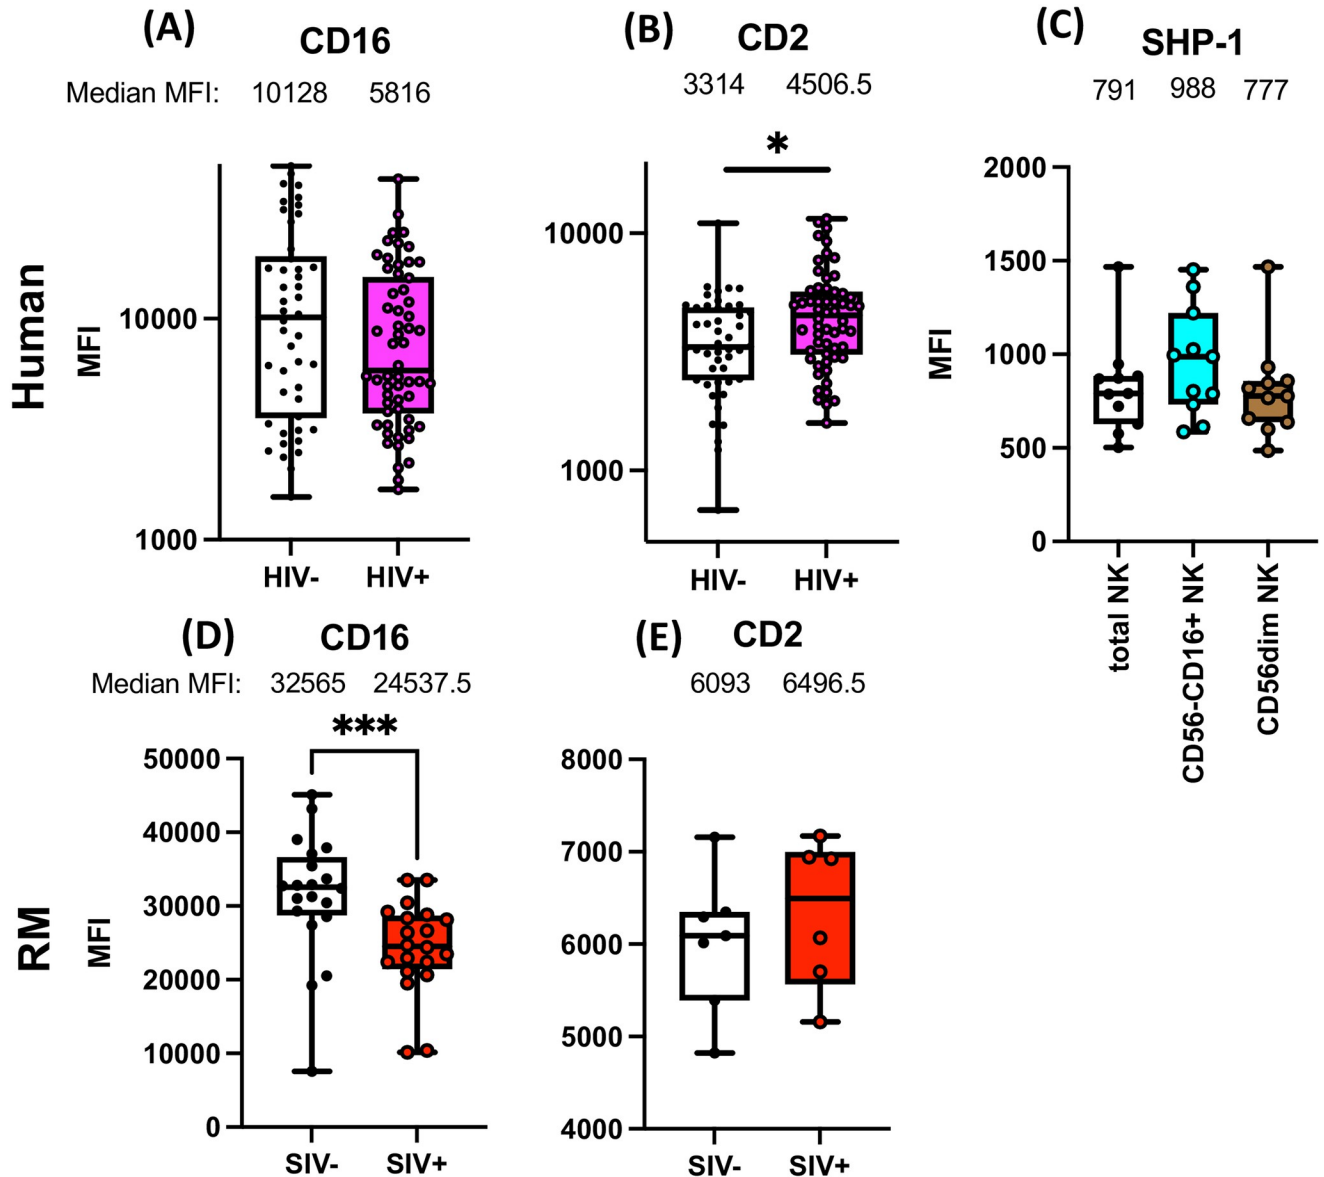 (A)
CD16
Median MFI: 10128 5816
Human
MFI
10000
1000
HIV- HIV+
(B)
CD2
3314 4506.5
*
10000
1000
HIV- HIV+
(C)
SHP-1
791 988 777
MFI
2000
1500
1000
500
0
total NK
CD56-CD16+ NK
CD56dim NK
(D)
CD16
Median MFI: 32565 24537.5
***
RM
MFI
50000
40000
30000
20000
10000
0
SIV- SIV+
(E)
CD2
6093 6496.5
8000
7000
6000
5000
4000
SIV- SIV+